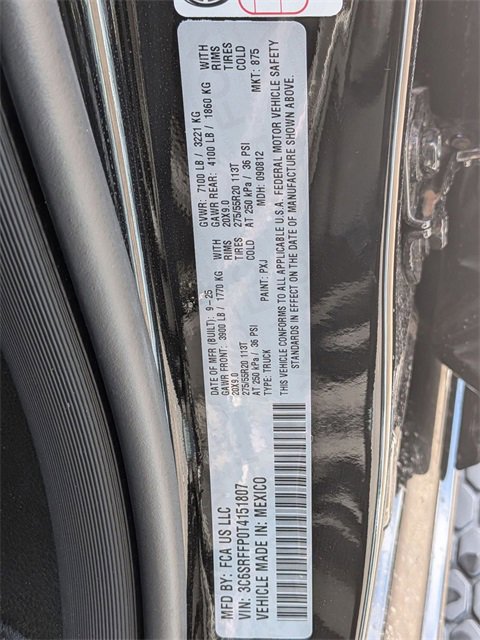 MFD BY: FCA US LLC
VIN: 3C6SRFFP0T4151807
VEHICLE MADE IN: MEXICO
DATE OF MFR (BUILT): 9-25
GAWR FRONT: 3900 LB / 1770 KG WITH
20X9.0 RIMS
275/55R20 113T TIRES
AT 250 kPa / 36 PSI COLD
TYPE: TRUCK PAINT: PXJ
GVWR: 7100 LB / 3221 KG
GAWR REAR: 4100 LB / 1860 KG WITH
20X9.0 RIMS
275/55R20 113T TIRES
AT 250 kPa / 36 PSI COLD
MDH: 090812 MKT: 875
THIS VEHICLE CONFORMS TO ALL APPLICABLE U.S.A. FEDERAL MOTOR VEHICLE SAFETY
STANDARDS IN EFFECT ON THE DATE OF MANUFACTURE SHOWN ABOVE.